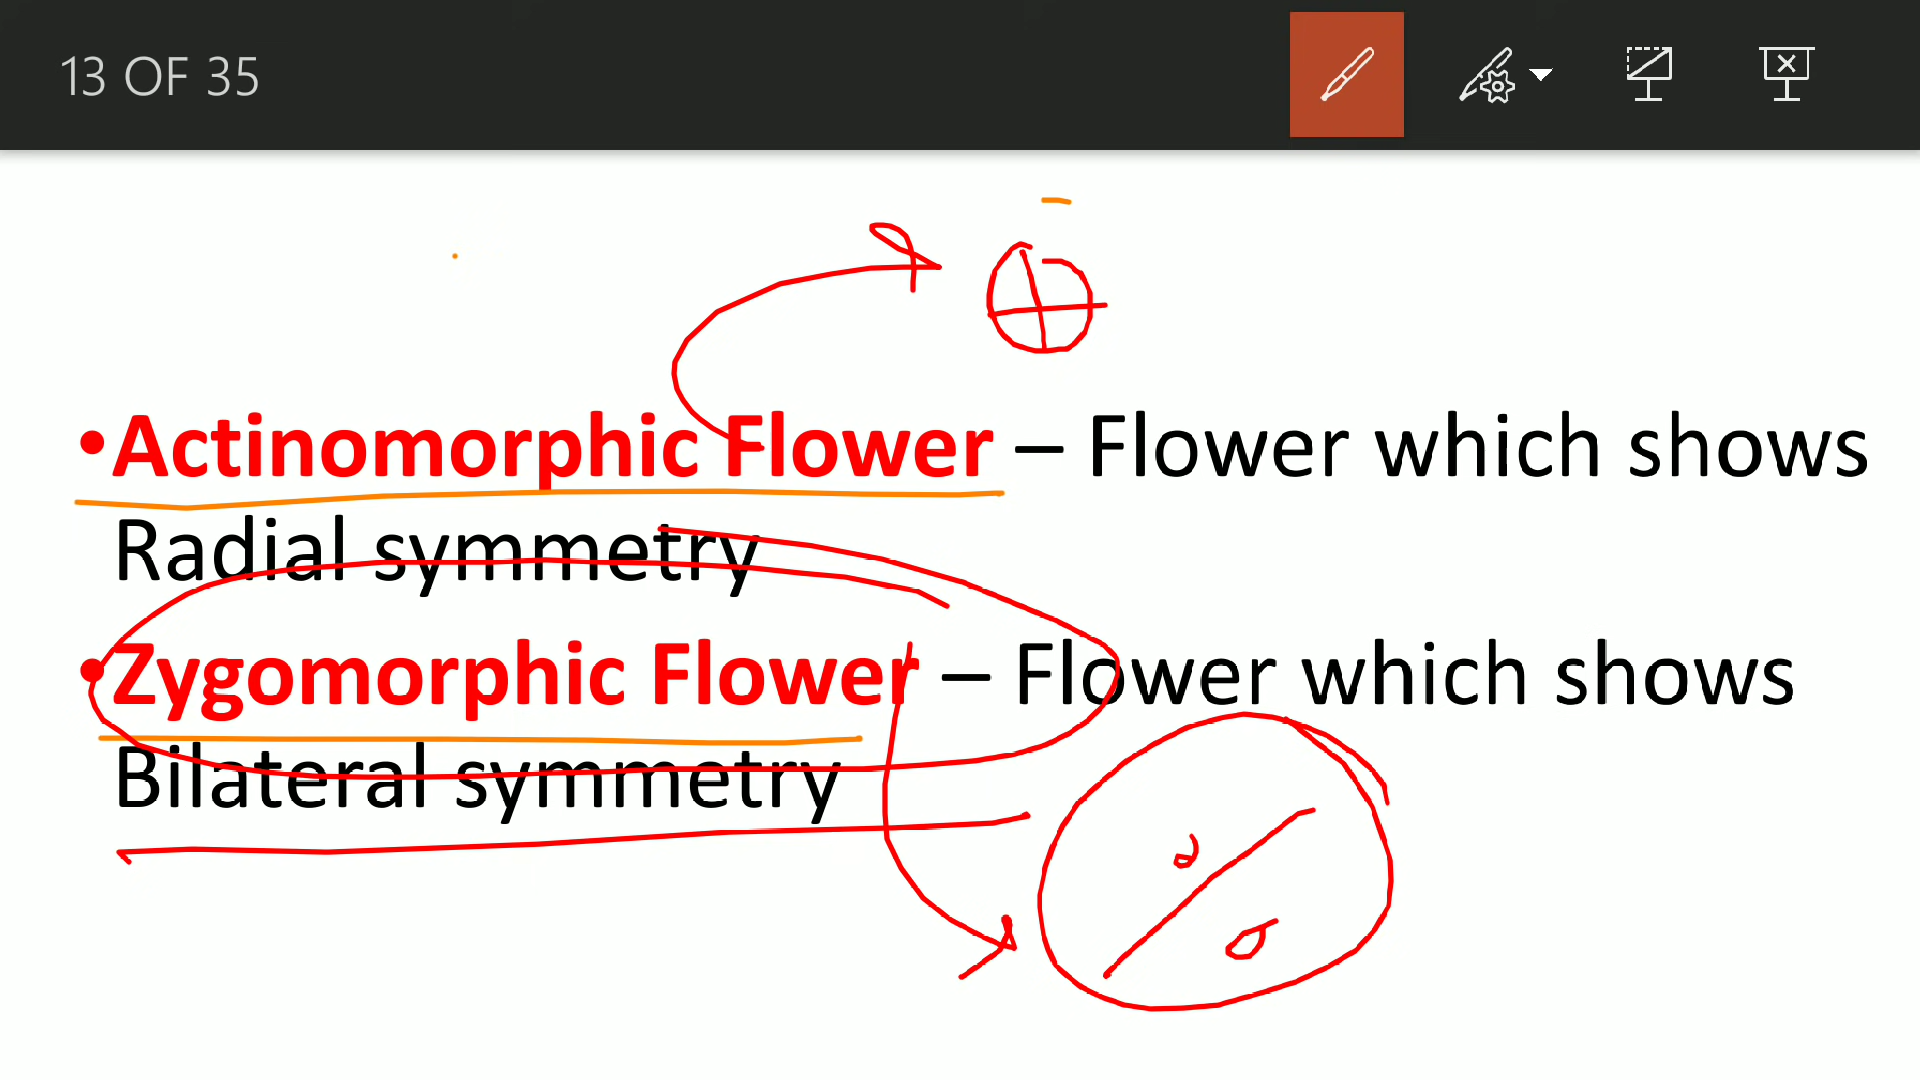 13 OF 35
•Actinomorphic Flower – Flower which shows
Radial symmetry
•Zygomorphic Flower – Flower which shows
Bilateral symmetry